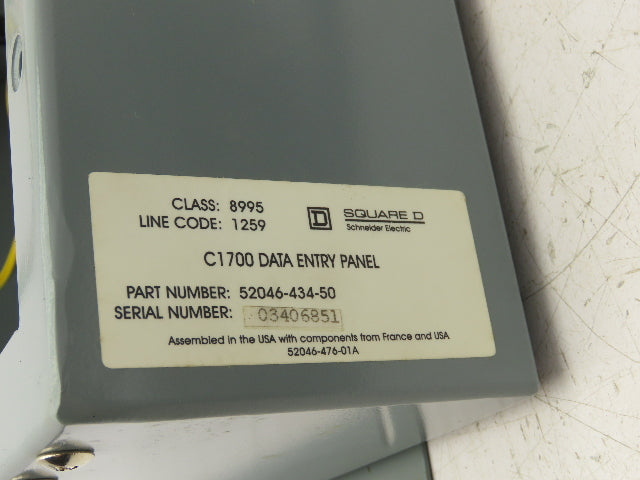 CLASS: 8995
LINE CODE: 1259
D
SQUARE D
Schneider Electric
C1700 DATA ENTRY PANEL
PART NUMBER: 52046-434-50
SERIAL NUMBER: 03406851
Assembled in the USA with components from France and USA
52046-476-01A